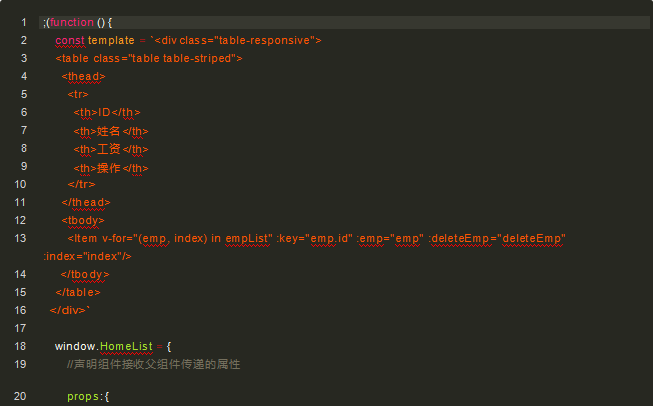 1 ;(function () {
2 const template = `<div class="table-responsive">
3 <table class="table table-striped">
4 <thead>
5 <tr>
6 <th>ID</th>
7 <th>姓名</th>
8 <th>工资</th>
9 <th>操作</th>
10 </tr>
11 </thead>
12 <tbody>
13 <Item v-for="(emp, index) in empList" :key="emp.id" :emp="emp" :deleteEmp="deleteEmp"
:index="index"/>
14 </tbody>
15 </table>
16 </div>`
17
18 window.HomeList = {
19 //声明组件接收父组件传递的属性
20 props:{